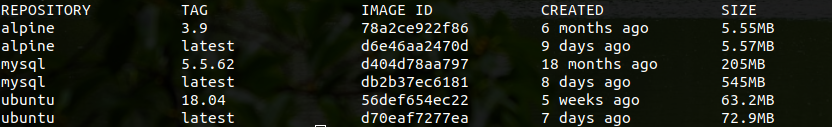 REPOSITORY TAG IMAGE ID CREATED SIZE
alpine 3.9 78a2ce922f86 6 months ago 5.55MB
alpine latest d6e46aa2470d 9 days ago 5.57MB
mysql 5.5.62 d404d78aa797 18 months ago 205MB
mysql latest db2b37ec6181 8 days ago 545MB
ubuntu 18.04 56def654ec22 5 weeks ago 63.2MB
ubuntu latest d70eaf7277ea 7 days ago 72.9MB